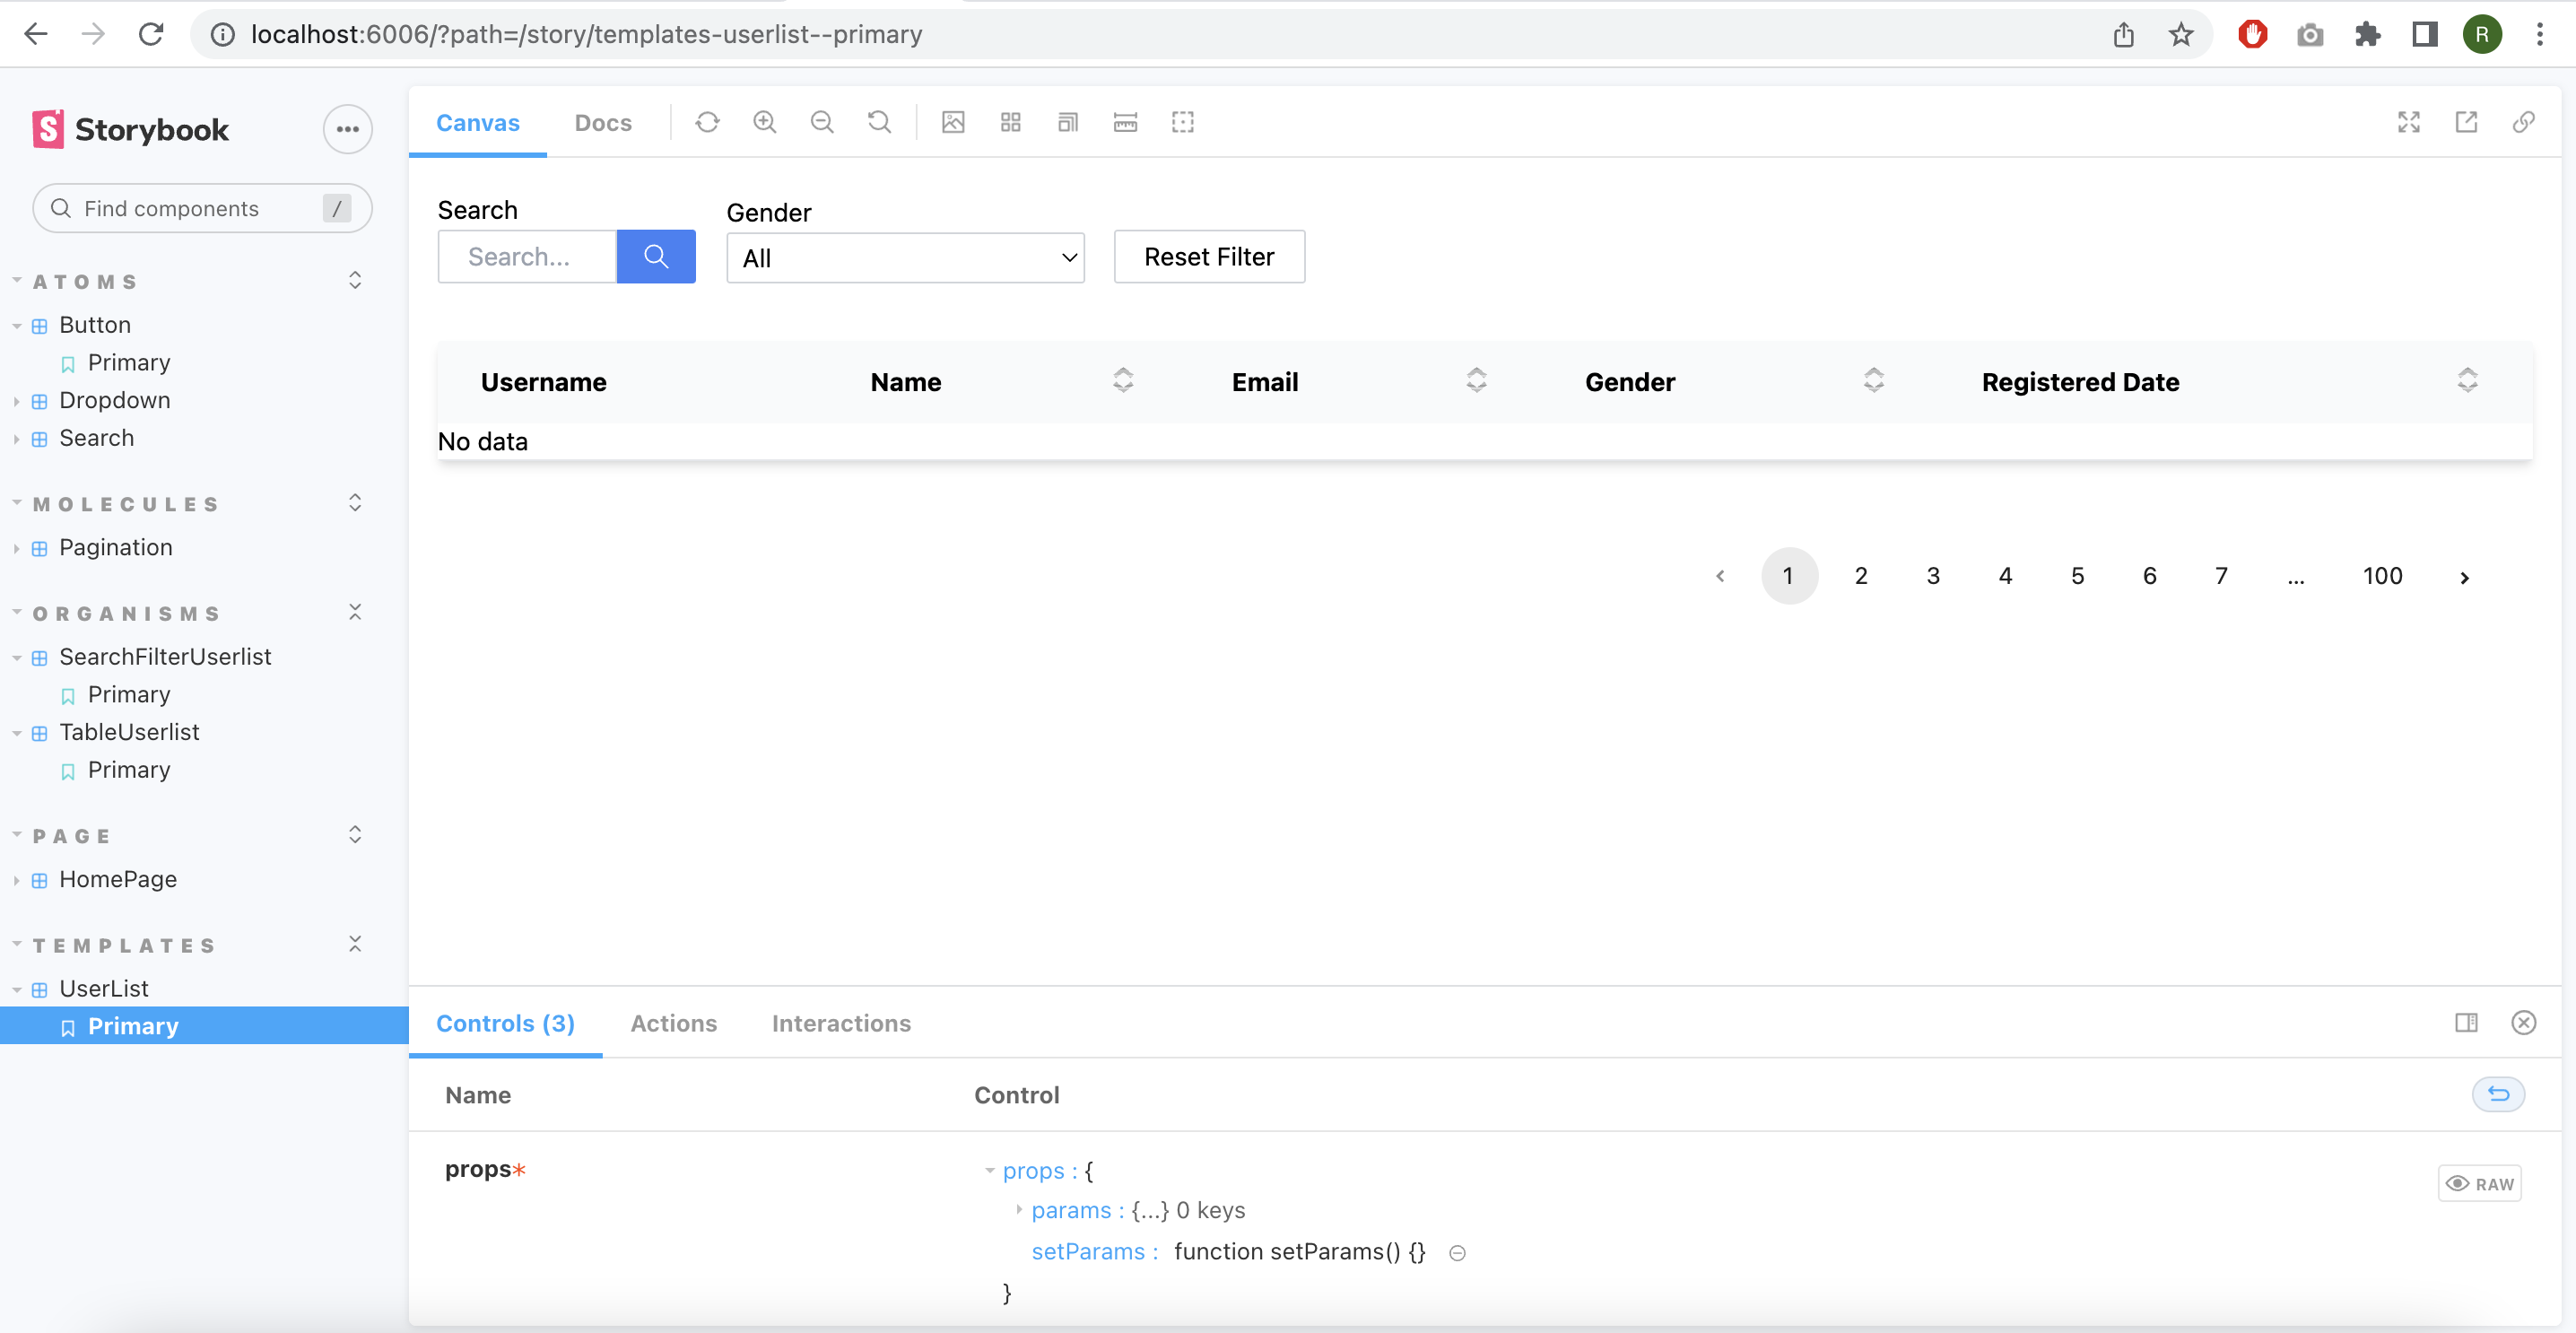 localhost:6006/?path=/story/templates-userlist--primary
R
Storybook
Find components /
ATOMS
Button
Primary
Dropdown
Search
MOLECULES
Pagination
ORGANISMS
SearchFilterUserlist
Primary
TableUserlist
Primary
PAGE
HomePage
TEMPLATES
UserList
Primary
Canvas Docs
Search Gender
Search... All Reset Filter
Username Name Email Gender Registered Date
No data
1 2 3 4 5 6 7 ... 100
Controls (3) Actions Interactions
Name Control
props* props : {
RAW
params : {...} 0 keys
setParams : function setParams() {}
}